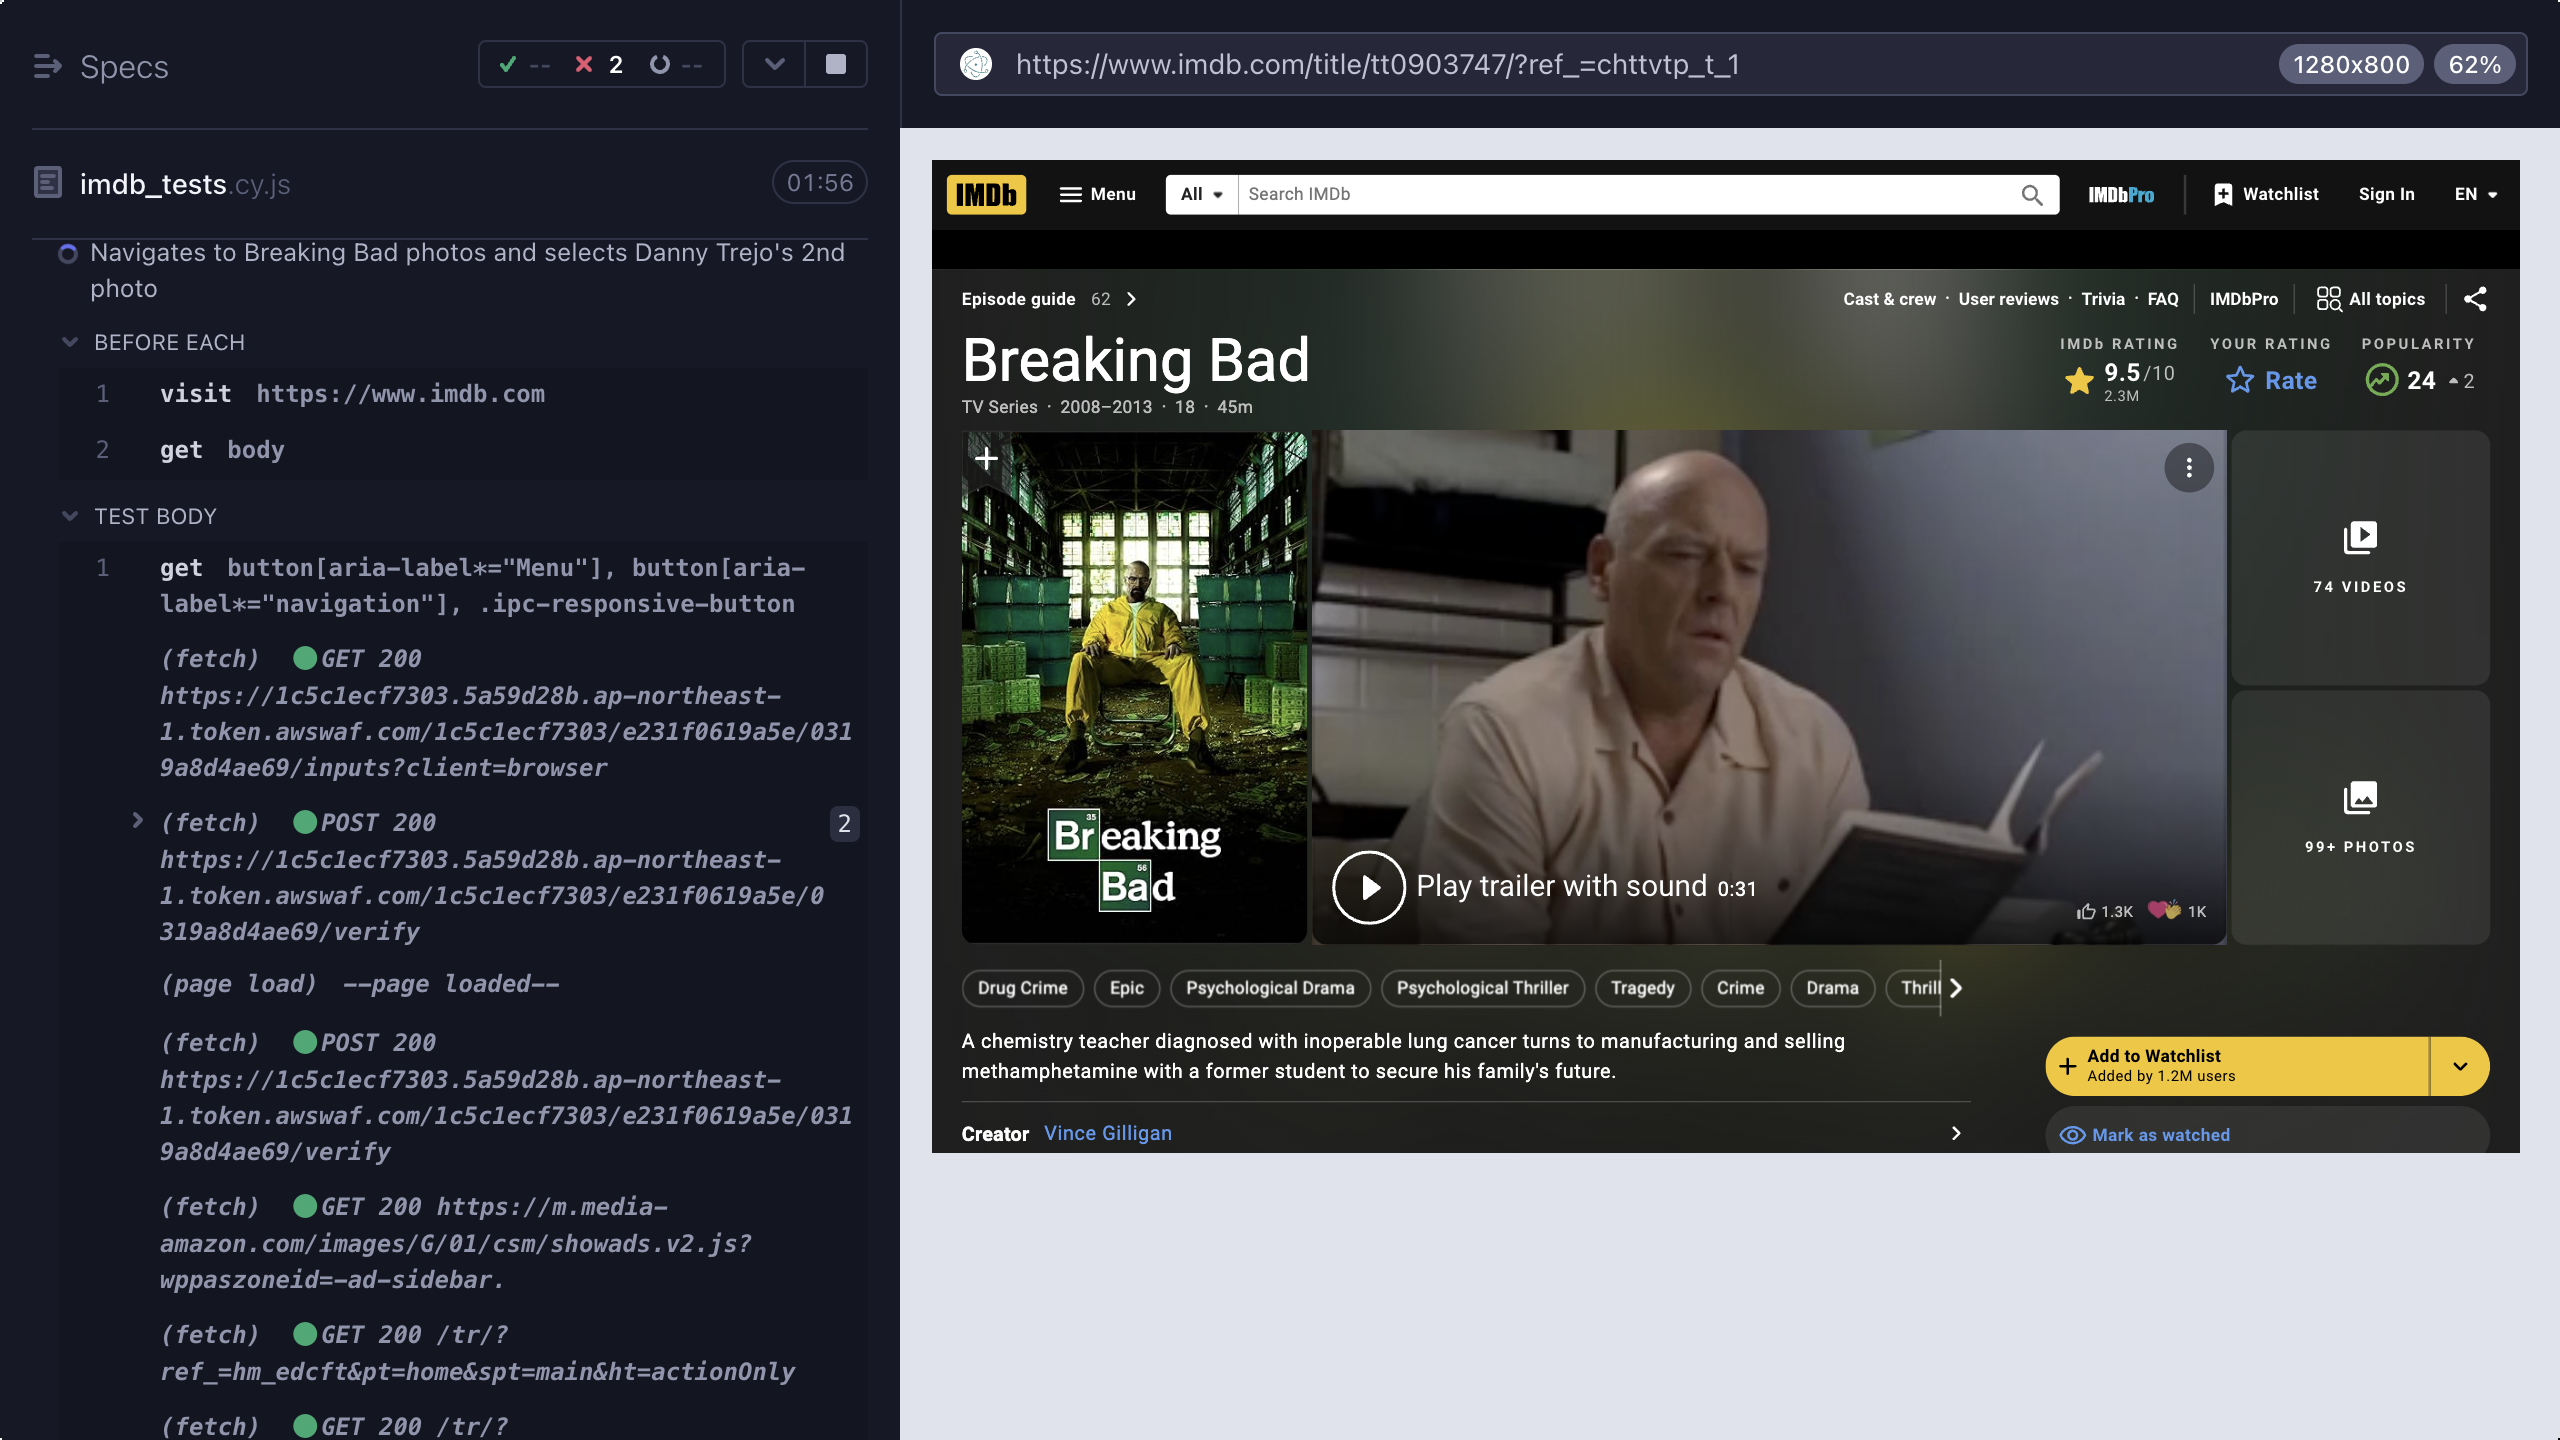 Specs
-- 2 --
https://www.imdb.com/title/tt0903747/?ref_=chttvtp_t_1
1280x800
62%
imdb_tests.cy.js
01:56
Navigates to Breaking Bad photos and selects Danny Trejo's 2nd
photo
BEFORE EACH
1 visit https://www.imdb.com
2 get body
TEST BODY
1 get button[aria-label*="Menu"], button[aria-
label*="navigation"], .ipc-responsive-button
(fetch) GET 200
https://1c5c1ecf7303.5a59d28b.ap-northeast-
1.token.awswaf.com/1c5c1ecf7303/e231f0619a5e/031
9a8d4ae69/inputs?client=browser
(fetch) POST 200 2
https://1c5c1ecf7303.5a59d28b.ap-northeast-
1.token.awswaf.com/1c5c1ecf7303/e231f0619a5e/0
319a8d4ae69/verify
(page load) --page loaded--
(fetch) POST 200
https://1c5c1ecf7303.5a59d28b.ap-northeast-
1.token.awswaf.com/1c5c1ecf7303/e231f0619a5e/031
9a8d4ae69/verify
(fetch) GET 200 https://m.media-
amazon.com/images/G/01/csm/showads.v2.js?
wppaszoneid=-ad-sidebar.
(fetch) GET 200 /tr/?
ref_=hm_edcft&pt=home&spt=main&ht=actionOnly
(fetch) GET 200 /tr/?
IMDb Menu All Search IMDb IMDbPro Watchlist Sign In EN
Episode guide 62
Cast & crew · User reviews · Trivia · FAQ IMDbPro All topics
Breaking Bad
TV Series · 2008–2013 · 18 · 45m
IMDb RATING YOUR RATING POPULARITY
9.5/10 Rate 24 2
2.3M
35
Breaking
56
Bad
Play trailer with sound 0:31
1.3K 1K
74 VIDEOS
99+ PHOTOS
Drug Crime Epic Psychological Drama Psychological Thriller Tragedy Crime Drama Thrill
A chemistry teacher diagnosed with inoperable lung cancer turns to manufacturing and selling
methamphetamine with a former student to secure his family's future.
Creator Vince Gilligan
Add to Watchlist
Added by 1.2M users
Mark as watched